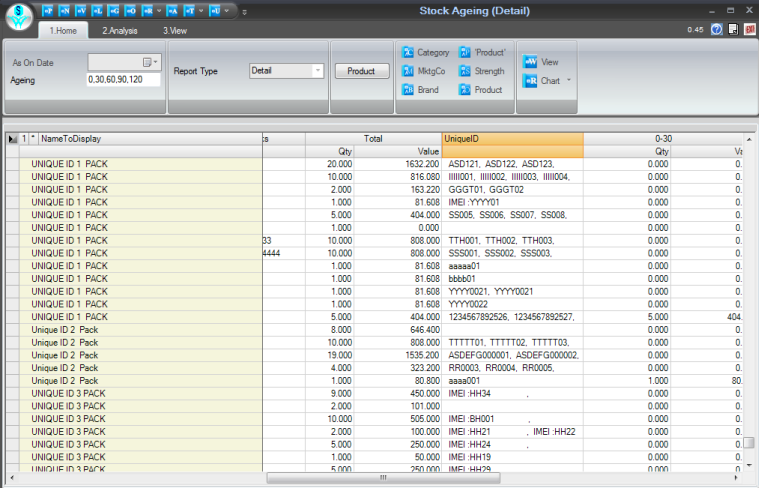 Stock Ageing (Detail)
«P «N «V «L «G «O «R «A «T «U
1.Home 2.Analysis 3.View 0.45
As On Date
Ageing 0,30,60,90,120
Report Type Detail
Product
Category 'Product'
MktgCo Strength
Brand Product
«W View
«R Chart
1 NameToDisplay Total UniqueID 0-30
Qty Value Qty
UNIQUE ID 1 PACK 20.000 1632.200 ASD121, ASD122, ASD123, 0.000 0.
UNIQUE ID 1 PACK 10.000 816.080 IIIII001, IIIII002, IIIII003, IIIII004, 0.000 0.
UNIQUE ID 1 PACK 2.000 163.220 GGGT01, GGGT02 0.000 0.
UNIQUE ID 1 PACK 1.000 81.608 IMEI :YYYY01 0.000 0.
UNIQUE ID 1 PACK 5.000 404.000 SS005, SS006, SS007, SS008, 0.000 0.
UNIQUE ID 1 PACK 1.000 0.000 0.000 0.
UNIQUE ID 1 PACK 33 10.000 808.000 TTH001, TTH002, TTH003, 0.000 0.
UNIQUE ID 1 PACK 4444 10.000 808.000 SSS001, SSS002, SSS003, 0.000 0.
UNIQUE ID 1 PACK 1.000 81.608 aaaaa01 0.000 0.
UNIQUE ID 1 PACK 1.000 81.608 bbbb01 0.000 0.
UNIQUE ID 1 PACK 1.000 81.608 YYYY0021, YYYY0021 0.000 0.
UNIQUE ID 1 PACK 1.000 81.608 YYYY0022 0.000 0.
UNIQUE ID 1 PACK 5.000 404.000 1234567892526, 1234567892527, 5.000 404.
Unique ID 2 Pack 8.000 646.400 0.000 0.
Unique ID 2 Pack 10.000 808.000 TTTTT01, TTTTT02, TTTTT03, 0.000 0.
Unique ID 2 Pack 19.000 1535.200 ASDEFG000001, ASDEFG000002, 0.000 0.
Unique ID 2 Pack 4.000 323.200 RR0003, RR0004, RR0005, 0.000 0.
Unique ID 2 Pack 1.000 80.800 aaaa001 1.000 80.
UNIQUE ID 3 PACK 9.000 450.000 IMEI :HH34 , 0.000 0.
UNIQUE ID 3 PACK 2.000 101.000 0.000 0.
UNIQUE ID 3 PACK 10.000 505.000 IMEI :BH001 , 0.000 0.
UNIQUE ID 3 PACK 2.000 100.000 IMEI :HH21 , IMEI :HH22 0.000 0.
UNIQUE ID 3 PACK 5.000 250.000 IMEI :HH24 , 0.000 0.
UNIQUE ID 3 PACK 1.000 50.000 IMEI :HH19 0.000 0.
UNIQUE ID 3 PACK 5.000 250.000 IMEI :HH29 0.000 0.